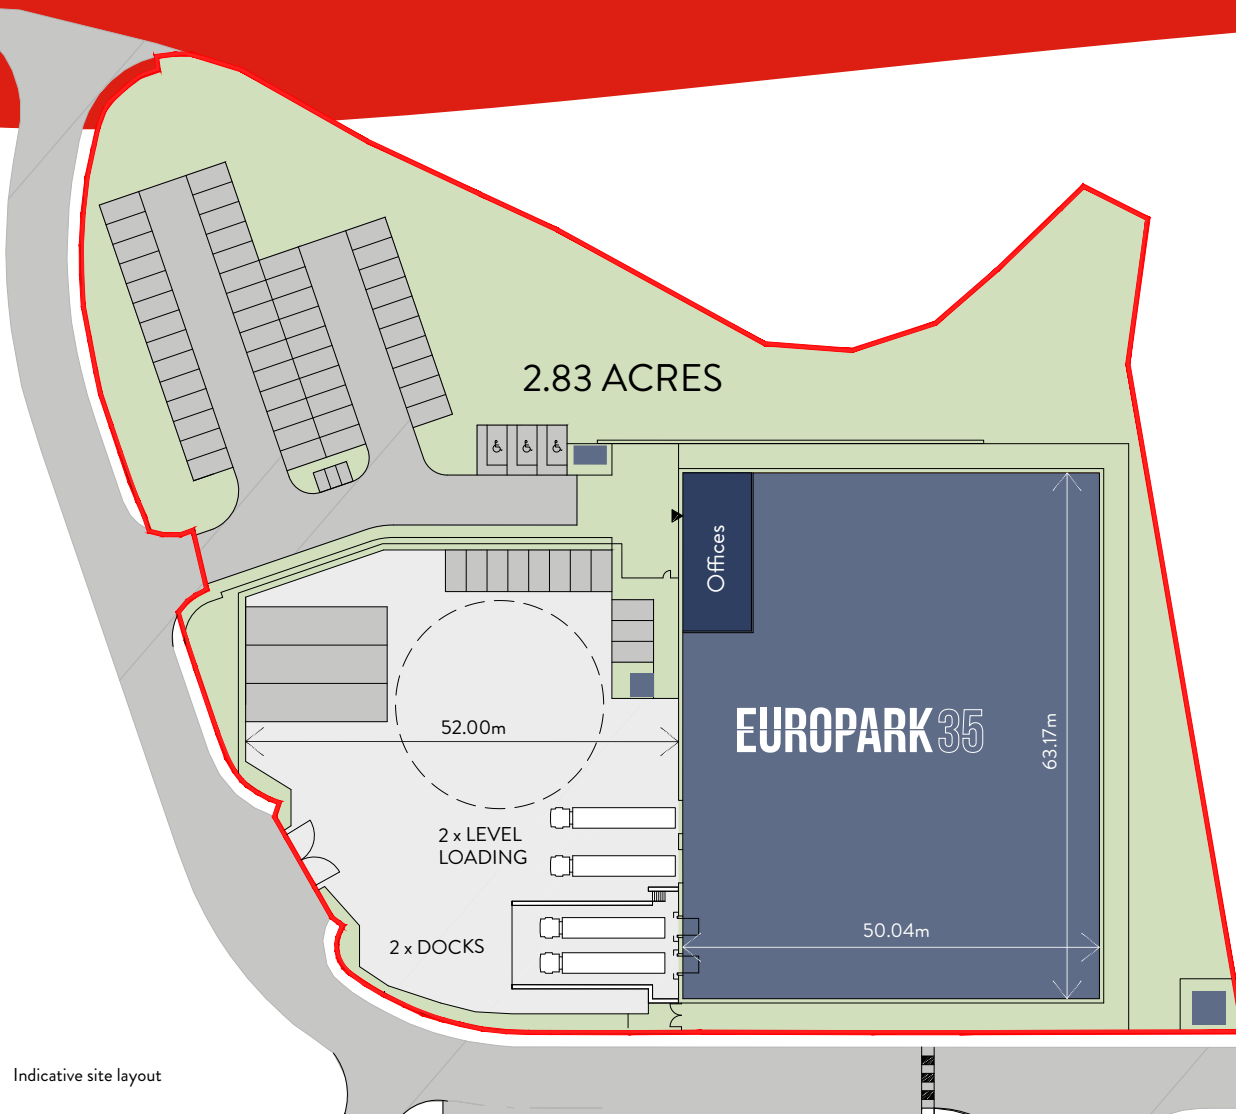 2.83 ACRES
Offices
EUROPARK35
52.00m
63.17m
2 x LEVEL
LOADING
50.04m
2 x DOCKS
Indicative site layout